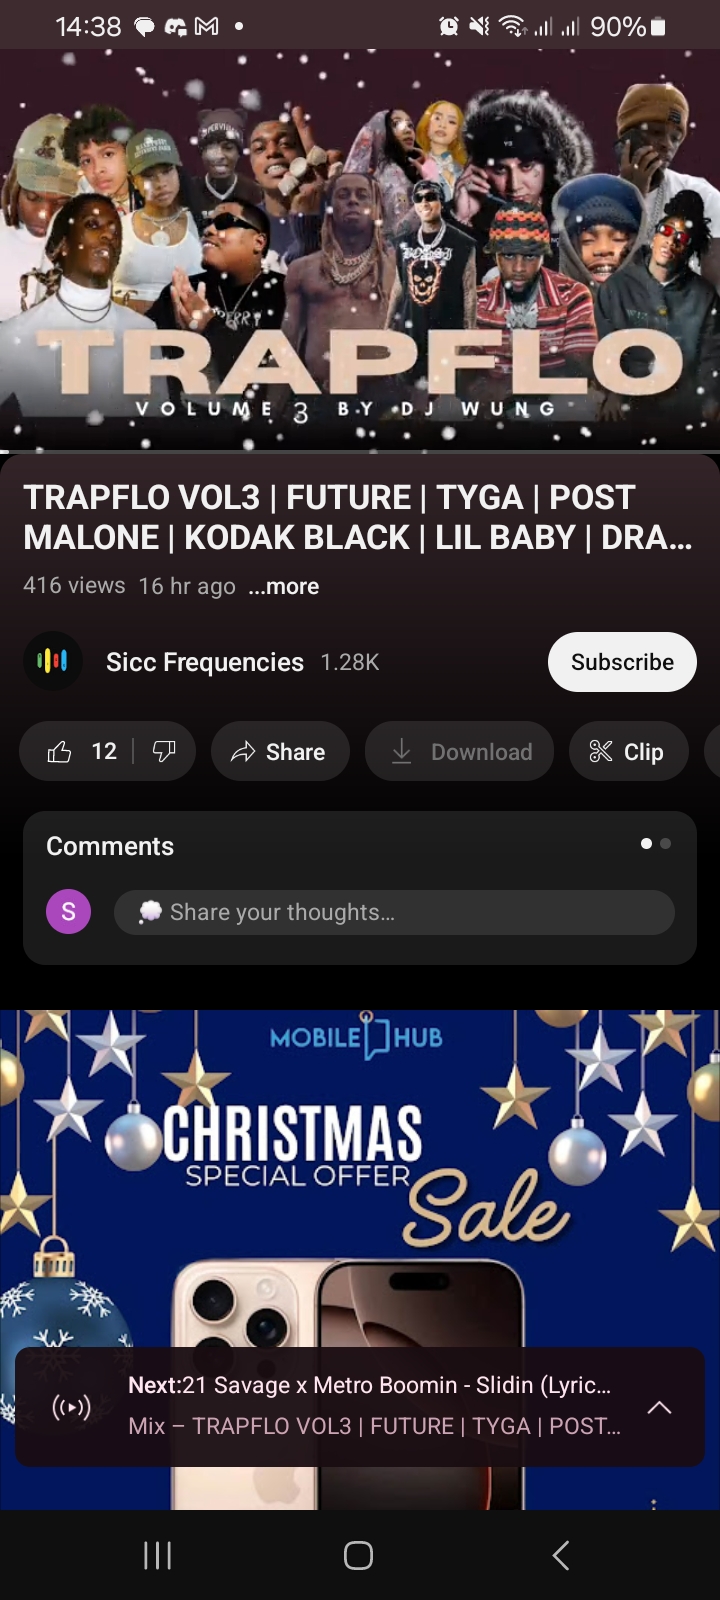 14:38
90%
TRAPFLO
VOLUME 3 BY DJ WUNG
TRAPFLO VOL3 | FUTURE | TYGA | POST
MALONE | KODAK BLACK | LIL BABY | DRA...
416 views 16 hr ago ...more
Sicc Frequencies 1.28K
Subscribe
12
Share
Download
Clip
Comments
S
Share your thoughts...
MOBILE HUB
CHRISTMAS
SPECIAL OFFER
Sale
Next:21 Savage x Metro Boomin - Slidin (Lyric...
Mix – TRAPFLO VOL3 | FUTURE | TYGA | POST...